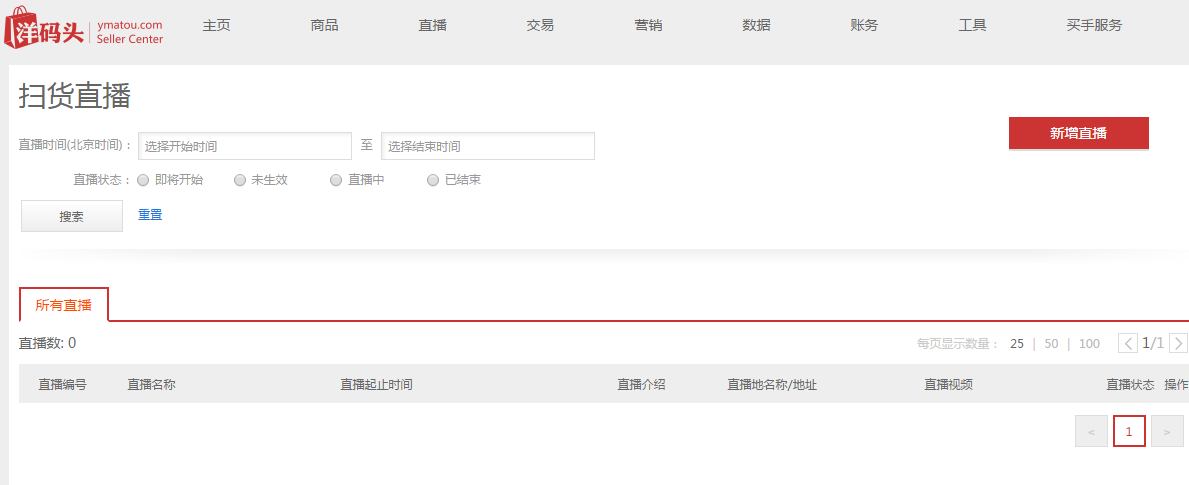 洋码头 ymatou.com
Seller Center
主页 商品 直播 交易 营销 数据 账务 工具 买手服务
扫货直播
新增直播
直播时间(北京时间)： 选择开始时间 至 选择结束时间
直播状态： 即将开始 未生效 直播中 已结束
搜索 重置
所有直播
直播数: 0 每页显示数量： 25 | 50 | 100 < 1/1 >
直播编号 直播名称 直播起止时间 直播介绍 直播地名称/地址 直播视频 直播状态 操作
< 1 >